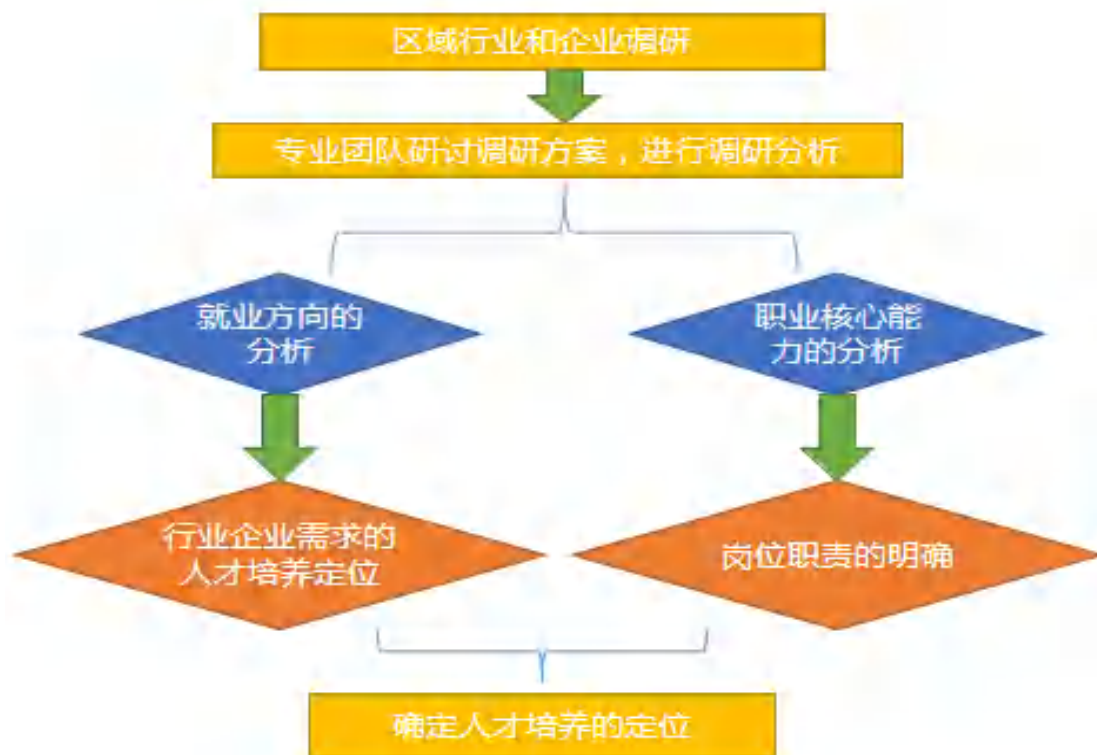 区域行业和企业调研
专业团队研讨调研方案，进行调研分析
就业方向的
分析
职业核心能
力的分析
行业企业需求的
人才培养定位
岗位职责的明确
确定人才培养的定位